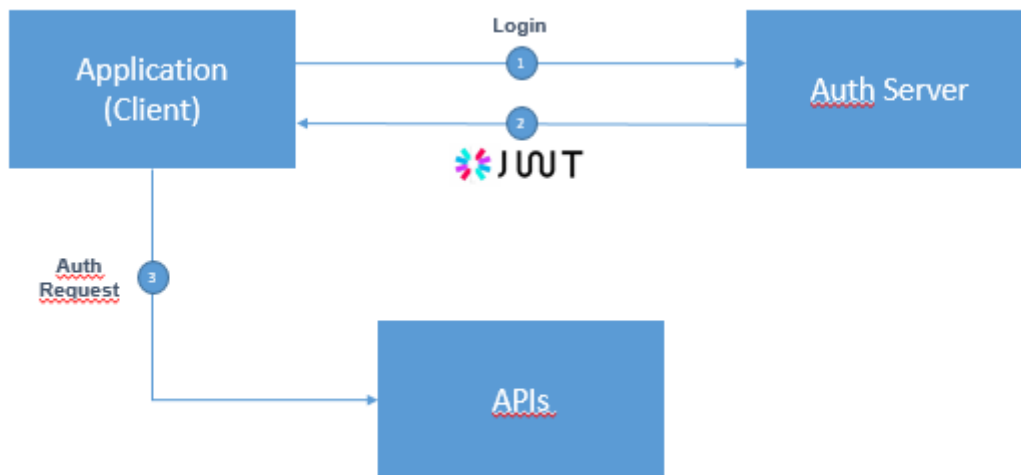 Login
Application
(Client)
1
Auth Server
2
JWT
Auth
Request
3
APIs